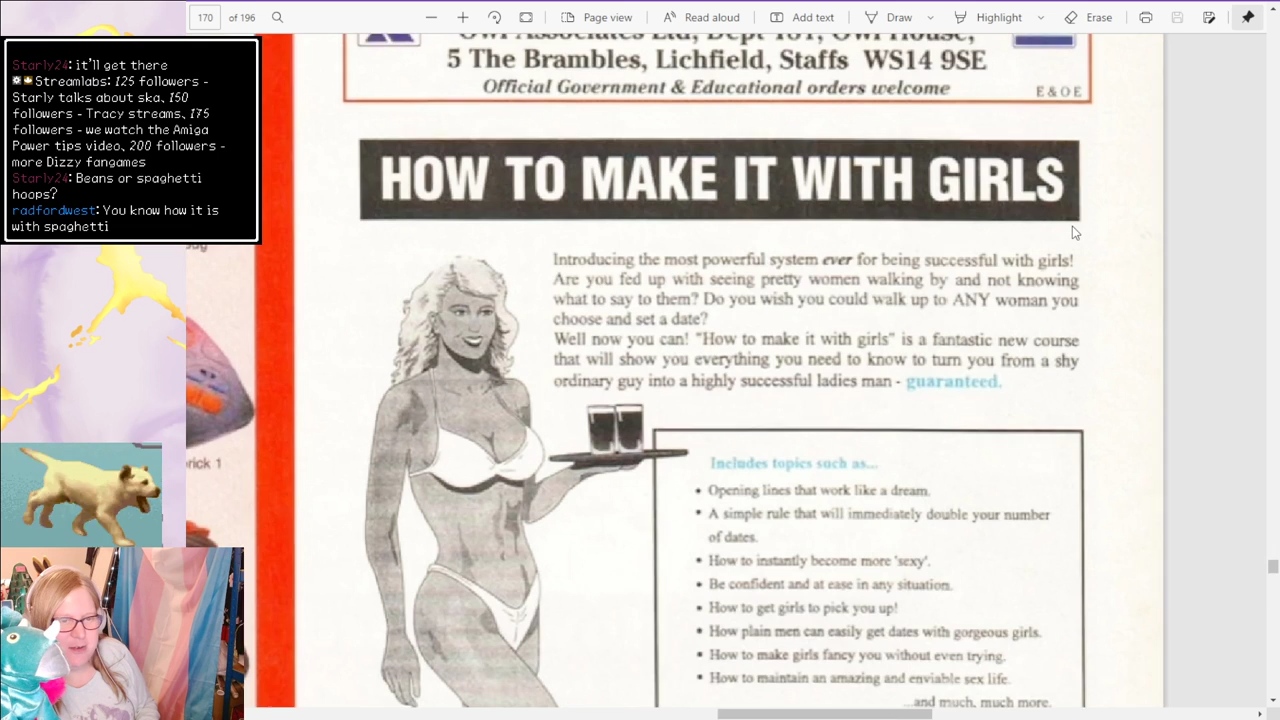 170 of 196
Page view
Read aloud
Add text
Draw
Highlight
Erase
Starly24: it'll get there
Streamlabs: 125 followers -
Starly talks about ska, 150
followers - Tracy streams, 175
followers - we watch the Amiga
Power tips video, 200 followers -
more Dizzy fangames
Starly24: Beans or spaghetti
hoops?
radfordwest: You know how it is
with spaghetti
Owl Associates Ltd, Dept 161, Owl House,
5 The Brambles, Lichfield, Staffs WS14 9SE
Official Government & Educational orders welcome
E&OE
HOW TO MAKE IT WITH GIRLS
Introducing the most powerful system ever for being successful with girls!
Are you fed up with seeing pretty women walking by and not knowing
what to say to them? Do you wish you could walk up to ANY woman you
choose and set a date?
Well now you can! "How to make it with girls" is a fantastic new course
that will show you everything you need to know to turn you from a shy
ordinary guy into a highly successful ladies man - guaranteed.
Includes topics such as...
• Opening lines that work like a dream.
• A simple rule that will immediately double your number
of dates.
• How to instantly become more 'sexy'.
• Be confident and at ease in any situation.
• How to get girls to pick you up!
• How plain men can easily get dates with gorgeous girls.
• How to make girls fancy you without even trying.
• How to maintain an amazing and enviable sex life.
...and much, much more.
rick 1